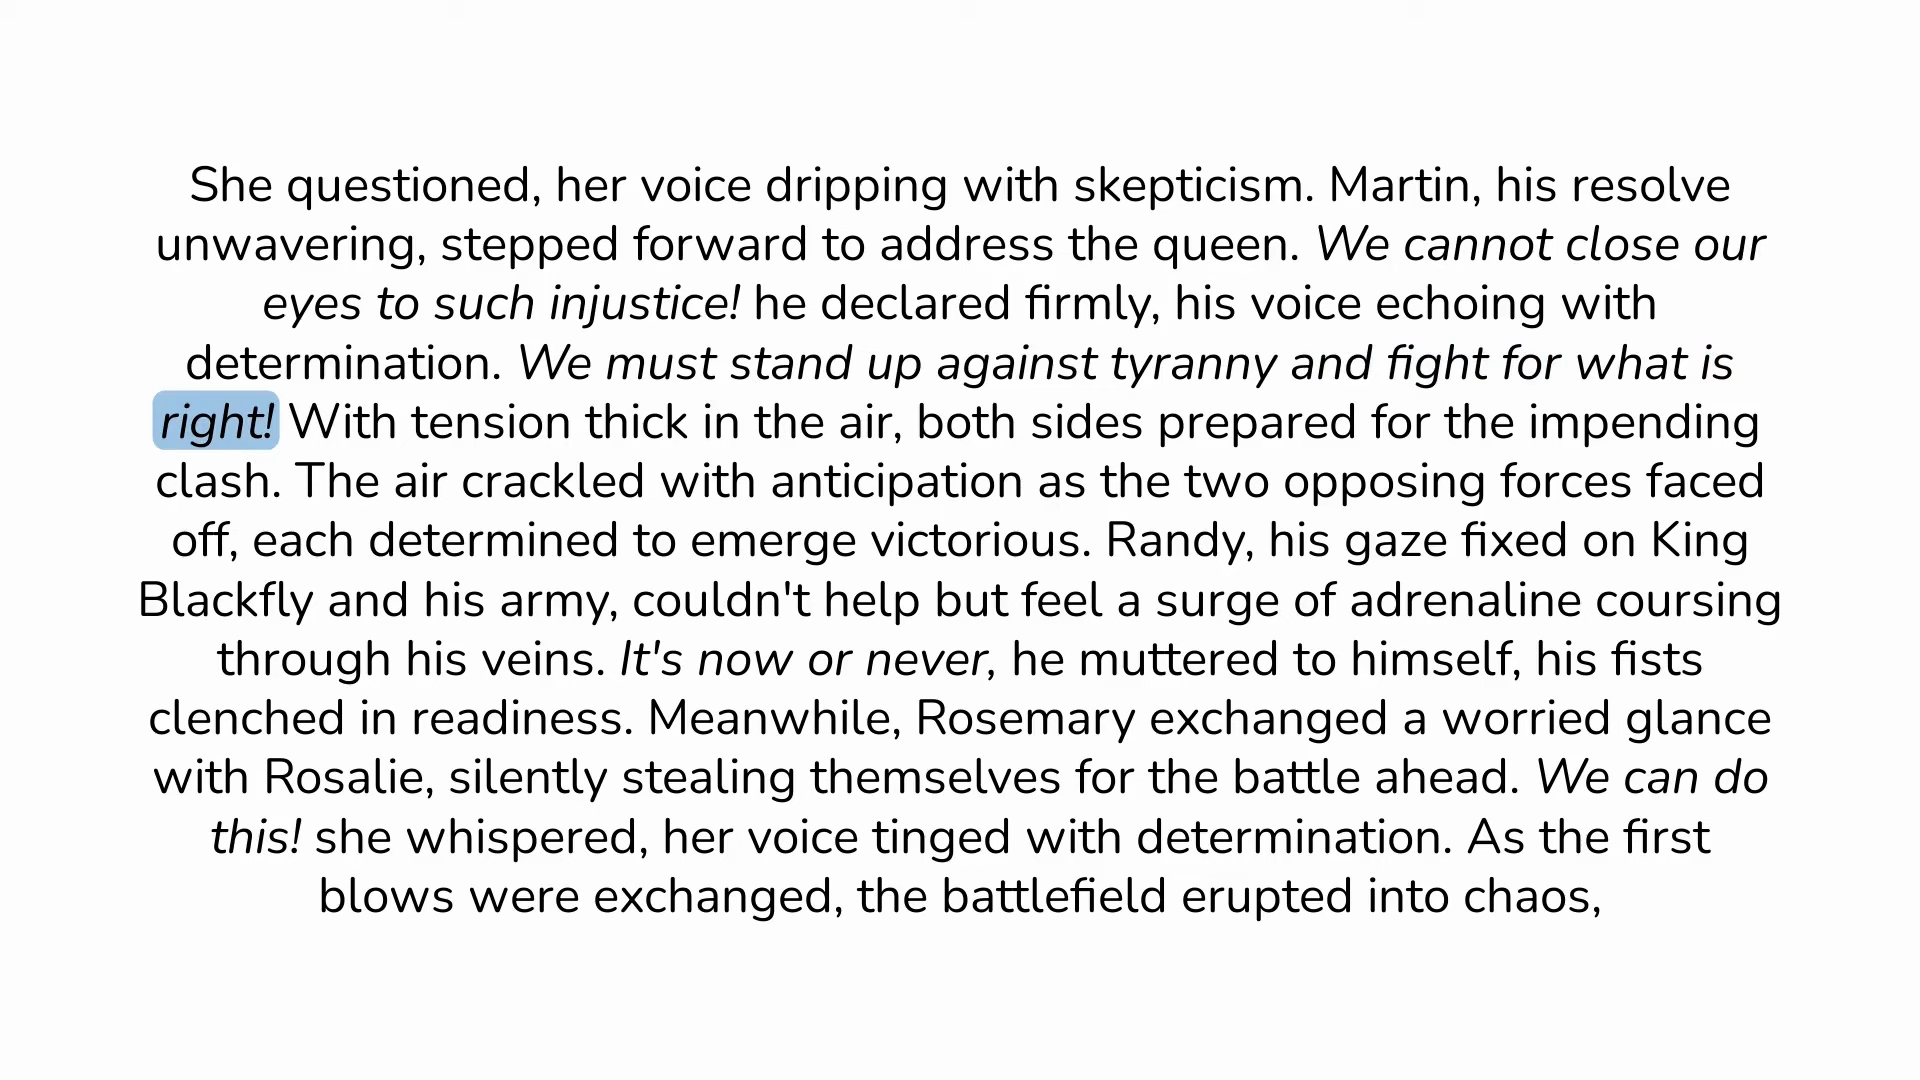 She questioned, her voice dripping with skepticism. Martin, his resolve
unwavering, stepped forward to address the queen. We cannot close our
eyes to such injustice! he declared firmly, his voice echoing with
determination. We must stand up against tyranny and fight for what is
right! With tension thick in the air, both sides prepared for the impending
clash. The air crackled with anticipation as the two opposing forces faced
off, each determined to emerge victorious. Randy, his gaze fixed on King
Blackfly and his army, couldn't help but feel a surge of adrenaline coursing
through his veins. It's now or never, he muttered to himself, his fists
clenched in readiness. Meanwhile, Rosemary exchanged a worried glance
with Rosalie, silently stealing themselves for the battle ahead. We can do
this! she whispered, her voice tinged with determination. As the first
blows were exchanged, the battlefield erupted into chaos,